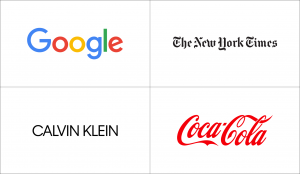 Google
The New York Times
CALVIN KLEIN
Coca-Cola